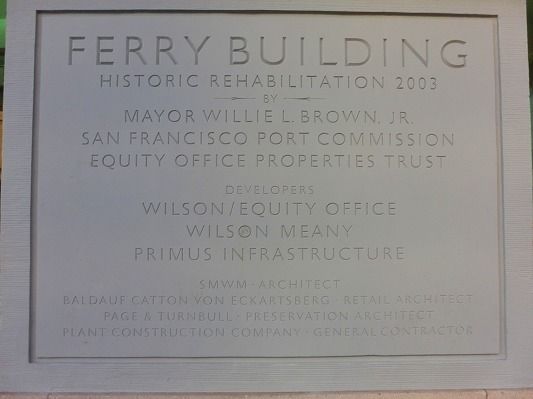 FERRY BUILDING
HISTORIC REHABILITATION 2003
BY
MAYOR WILLIE L. BROWN, JR.
SAN FRANCISCO PORT COMMISSION
EQUITY OFFICE PROPERTIES TRUST
DEVELOPERS
WILSON/EQUITY OFFICE
WILSON MEANY
PRIMUS INFRASTRUCTURE
SMWM · ARCHITECT
BALDAUF CATTON VON ECKARTSBERG · RETAIL ARCHITECT
PAGE & TURNBULL · PRESERVATION ARCHITECT
PLANT CONSTRUCTION COMPANY · GENERAL CONTRACTOR